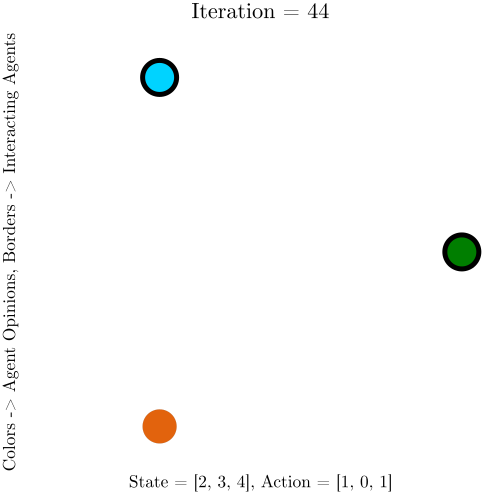 Iteration = 44
Colors -> Agent Opinions, Borders -> Interacting Agents
State = [2, 3, 4], Action = [1, 0, 1]